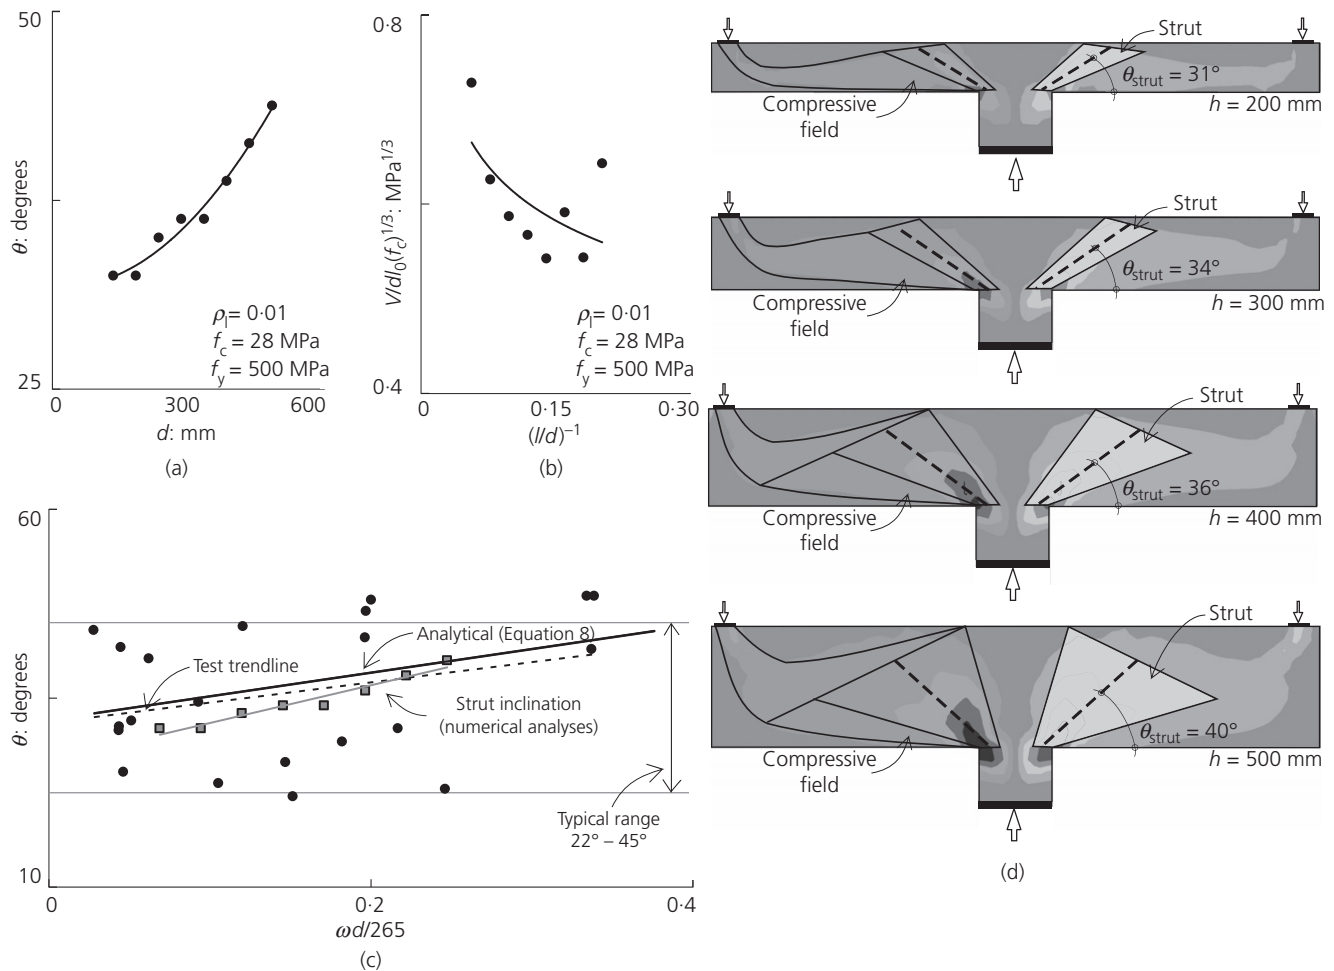 50
θ: degrees
25
0
300
600
d: mm
ρl = 0·01
fc = 28 MPa
fy = 500 MPa
(a)
0·8
V/dl0(fc)1/3: MPa1/3
0·4
0
0·15
0·30
(l/d)–1
ρl = 0·01
fc = 28 MPa
fy = 500 MPa
(b)
60
θ: degrees
10
0
0·2
0·4
ωd/265
Test trendline
Analytical (Equation 8)
Strut inclination
(numerical analyses)
Typical range
22° – 45°
(c)
Strut
θstrut = 31°
Compressive
field
h = 200 mm
Strut
θstrut = 34°
Compressive
field
h = 300 mm
Strut
θstrut = 36°
Compressive
field
h = 400 mm
Strut
θstrut = 40°
Compressive
field
h = 500 mm
(d)